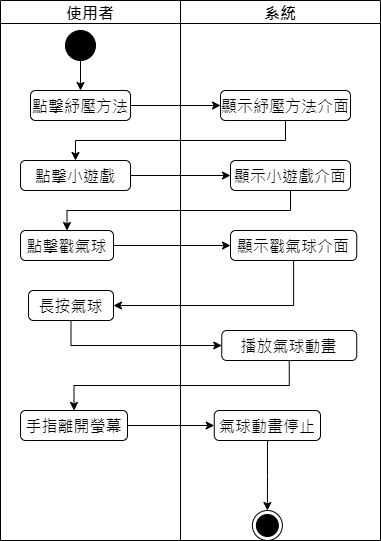 使用者
系統
點擊紓壓方法
顯示紓壓方法介面
點擊小遊戲
顯示小遊戲介面
點擊戳氣球
顯示戳氣球介面
長按氣球
播放氣球動畫
手指離開螢幕
氣球動畫停止